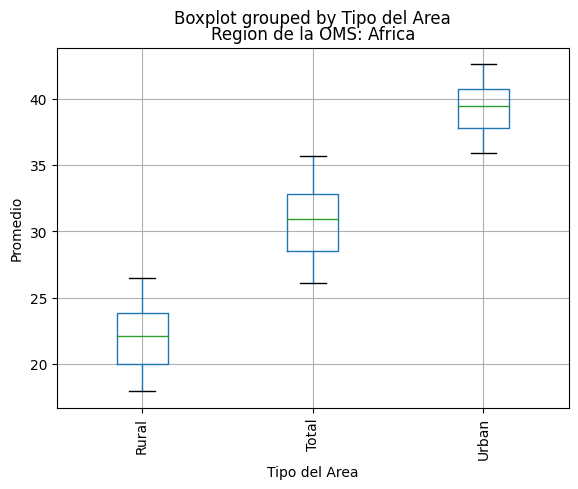 Boxplot grouped by Tipo del Area
Region de la OMS: Africa
Promedio
40
35
30
25
20
Rural
Total
Urban
Tipo del Area